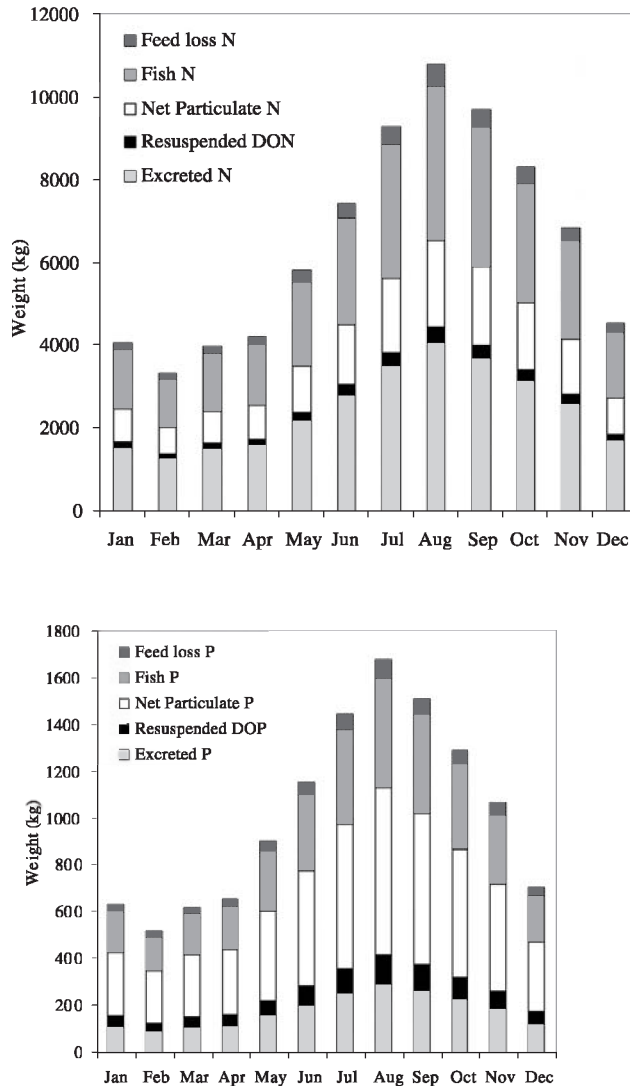 12000
10000
8000
6000
4000
2000
0
Weight (kg)
Feed loss N
Fish N
Net Particulate N
Resuspended DON
Excreted N
Jan Feb Mar Apr May Jun Jul Aug Sep Oct Nov Dec
1800
1600
1400
1200
1000
800
600
400
200
0
Weight (kg)
Feed loss P
Fish P
Net Particulate P
Resuspended DOP
Excreted P
Jan Feb Mar Apr May Jun Jul Aug Sep Oct Nov Dec